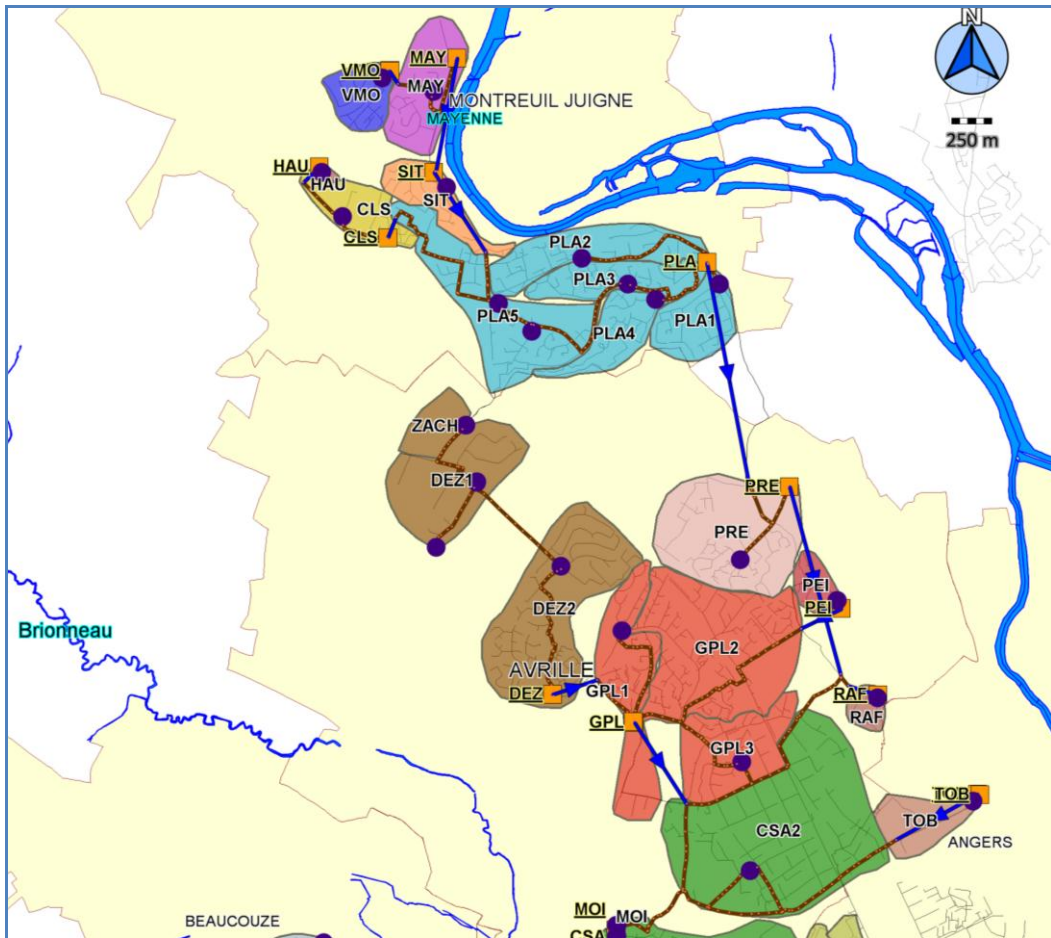 N
250 m
VMO
MAY
VMO
MAY
MONTREUIL JUIGNE
MAYENNE
HAU
HAU
SIT
SIT
CLS
CLS
PLA2
PLA
PLA3
PLA5
PLA4
PLA1
ZACH
DEZ1
PRE
PRE
PEI
PEI
DEZ2
Brionneau
GPL2
AVRILLE
DEZ
GPL1
RAF
RAF
GPL
GPL3
TOB
TOB
CSA2
ANGERS
MOI
MOI
BEAUCOUZE
CSA